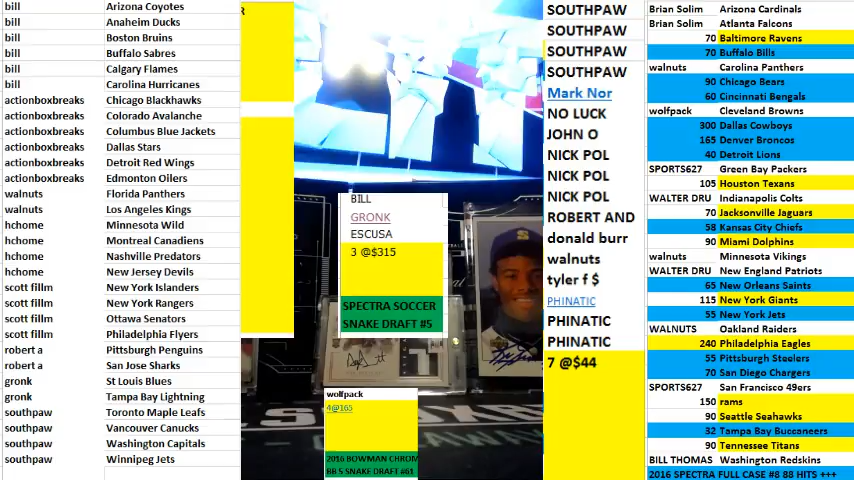 bill Arizona Coyotes
bill Anaheim Ducks
bill Boston Bruins
bill Buffalo Sabres
bill Calgary Flames
bill Carolina Hurricanes
actionboxbreaks Chicago Blackhawks
actionboxbreaks Colorado Avalanche
actionboxbreaks Columbus Blue Jackets
actionboxbreaks Dallas Stars
actionboxbreaks Detroit Red Wings
actionboxbreaks Edmonton Oilers
walnuts Florida Panthers
walnuts Los Angeles Kings
hchome Minnesota Wild
hchome Montreal Canadiens
hchome Nashville Predators
hchome New Jersey Devils
scott fillm New York Islanders
scott fillm New York Rangers
scott fillm Ottawa Senators
scott fillm Philadelphia Flyers
robert a Pittsburgh Penguins
robert a San Jose Sharks
gronk St Louis Blues
gronk Tampa Bay Lightning
southpaw Toronto Maple Leafs
southpaw Vancouver Canucks
southpaw Washington Capitals
southpaw Winnipeg Jets
BILL
GRONK
ESCUSA
3 @$315
SPECTRA SOCCER
SNAKE DRAFT #5
wolfpack
4@165
2016 BOWMAN CHROM
BB 5 SNAKE DRAFT #61
SOUTHPAW
SOUTHPAW
SOUTHPAW
SOUTHPAW
Mark Nor
NO LUCK
JOHN O
NICK POL
NICK POL
NICK POL
ROBERT AND
donald burr
walnuts
tyler f $
PHINATIC
PHINATIC
PHINATIC
7 @$44
Brian Solim Arizona Cardinals
Brian Solim Atlanta Falcons
70 Baltimore Ravens
70 Buffalo Bills
walnuts Carolina Panthers
90 Chicago Bears
60 Cincinnati Bengals
wolfpack Cleveland Browns
300 Dallas Cowboys
165 Denver Broncos
40 Detroit Lions
SPORTS627 Green Bay Packers
105 Houston Texans
WALTER DRU Indianapolis Colts
70 Jacksonville Jaguars
58 Kansas City Chiefs
90 Miami Dolphins
walnuts Minnesota Vikings
WALTER DRU New England Patriots
65 New Orleans Saints
115 New York Giants
55 New York Jets
WALNUTS Oakland Raiders
240 Philadelphia Eagles
55 Pittsburgh Steelers
70 San Diego Chargers
SPORTS627 San Francisco 49ers
150 rams
90 Seattle Seahawks
32 Tampa Bay Buccaneers
90 Tennessee Titans
BILL THOMAS Washington Redskins
2016 SPECTRA FULL CASE #8 88 HITS +++